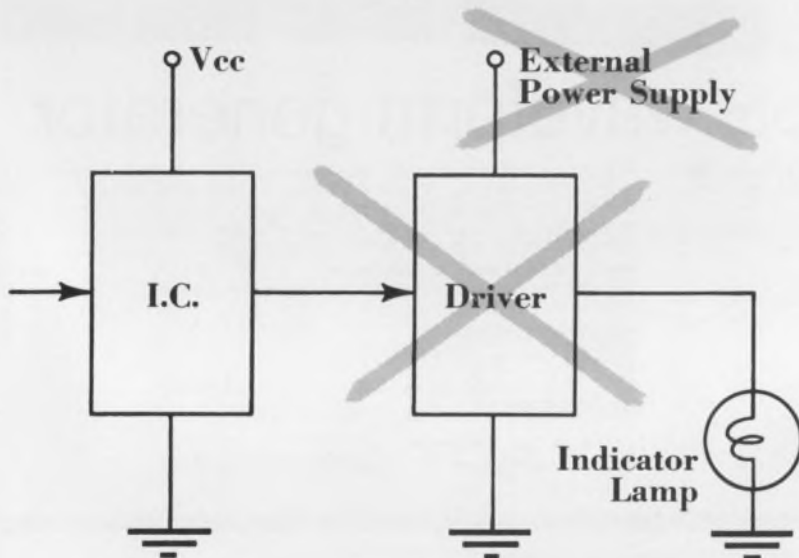 Vcc
External
Power Supply
I.C.
Driver
Indicator
Lamp